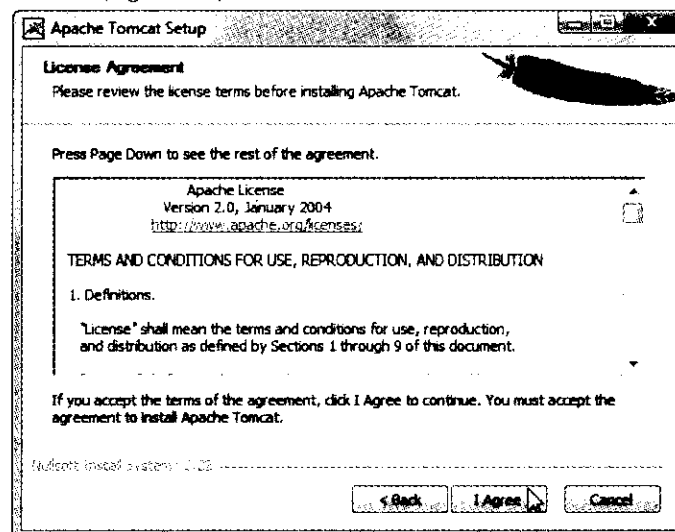 Apache Tomcat Setup
License Agreement
Please review the license terms before installing Apache Tomcat.
Press Page Down to see the rest of the agreement.
Apache License
Version 2.0, January 2004
http://www.apache.org/licenses/
TERMS AND CONDITIONS FOR USE, REPRODUCTION, AND DISTRIBUTION
1. Definitions.
"License" shall mean the terms and conditions for use, reproduction,
and distribution as defined by Sections 1 through 9 of this document.
If you accept the terms of the agreement, click I Agree to continue. You must accept the
agreement to install Apache Tomcat.
Nullsoft Install System
< Back
I Agree
Cancel